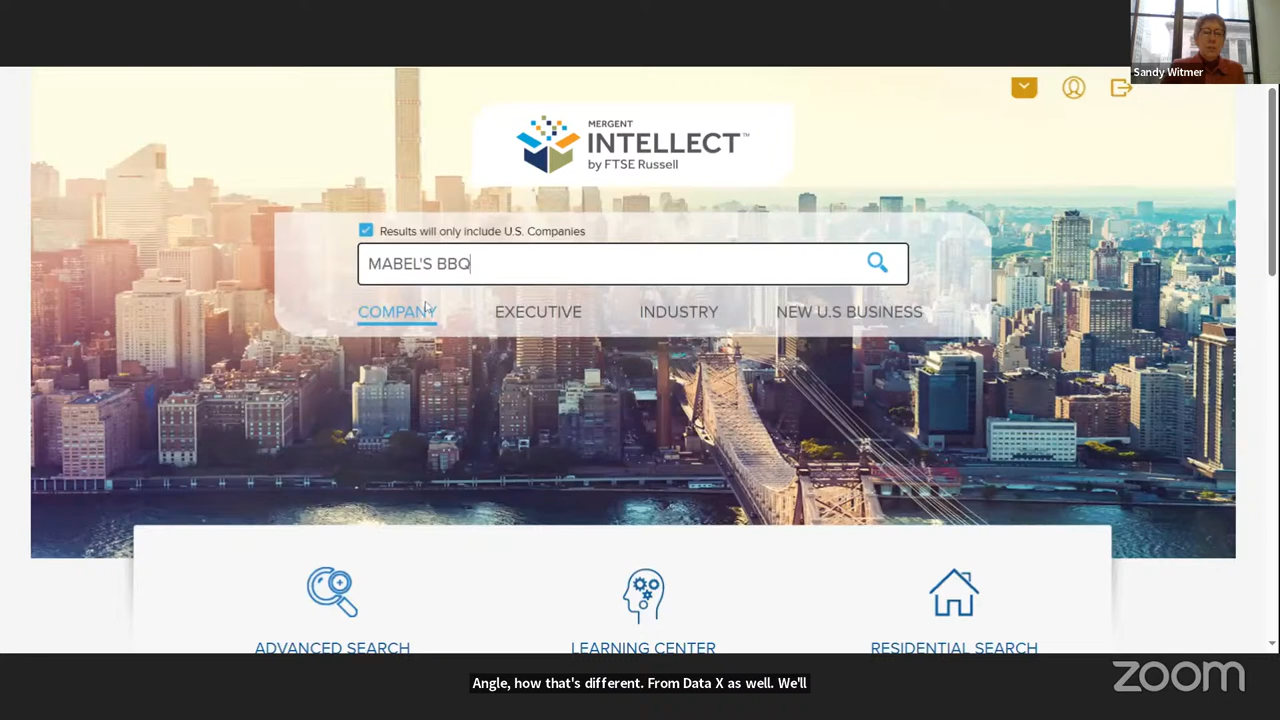 Sandy Witmer
MERGENT
INTELLECT™
by FTSE Russell
Results will only include U.S. Companies
MABEL'S BBQ
COMPANY EXECUTIVE INDUSTRY NEW U.S BUSINESS
ADVANCED SEARCH LEARNING CENTER RESIDENTIAL SEARCH
Angle, how that's different. From Data X as well. We'll
zoom